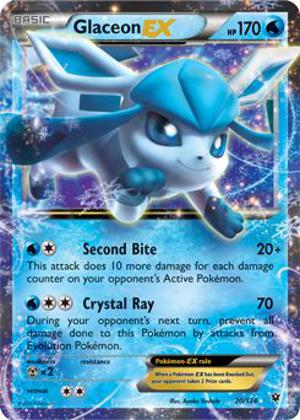 BASIC
Glaceon EX HP170
Second Bite 20+
This attack does 10 more damage for each damage
counter on your opponent's Active Pokémon.
Crystal Ray 70
During your opponent's next turn, prevent all
damage done to this Pokémon by attacks from
Evolution Pokémon.
weakness resistance
×2
retreat
Pokémon-EX rule
When a Pokémon-EX has been Knocked Out,
your opponent takes 2 Prize cards.
Illus. Ayaka Yoshida 20/124